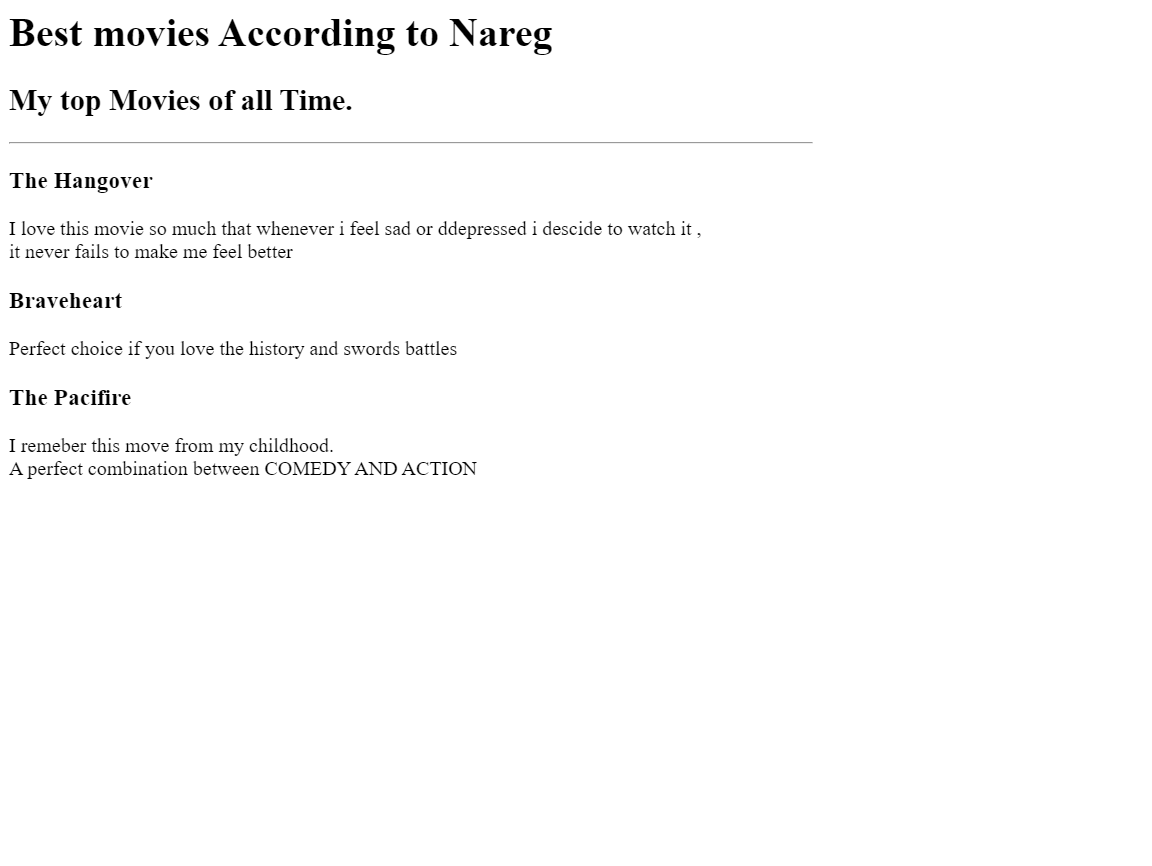 Best movies According to Nareg
My top Movies of all Time.
The Hangover
I love this movie so much that whenever i feel sad or ddepressed i descide to watch it ,
it never fails to make me feel better
Braveheart
Perfect choice if you love the history and swords battles
The Pacifire
I remeber this move from my childhood.
A perfect combination between COMEDY AND ACTION